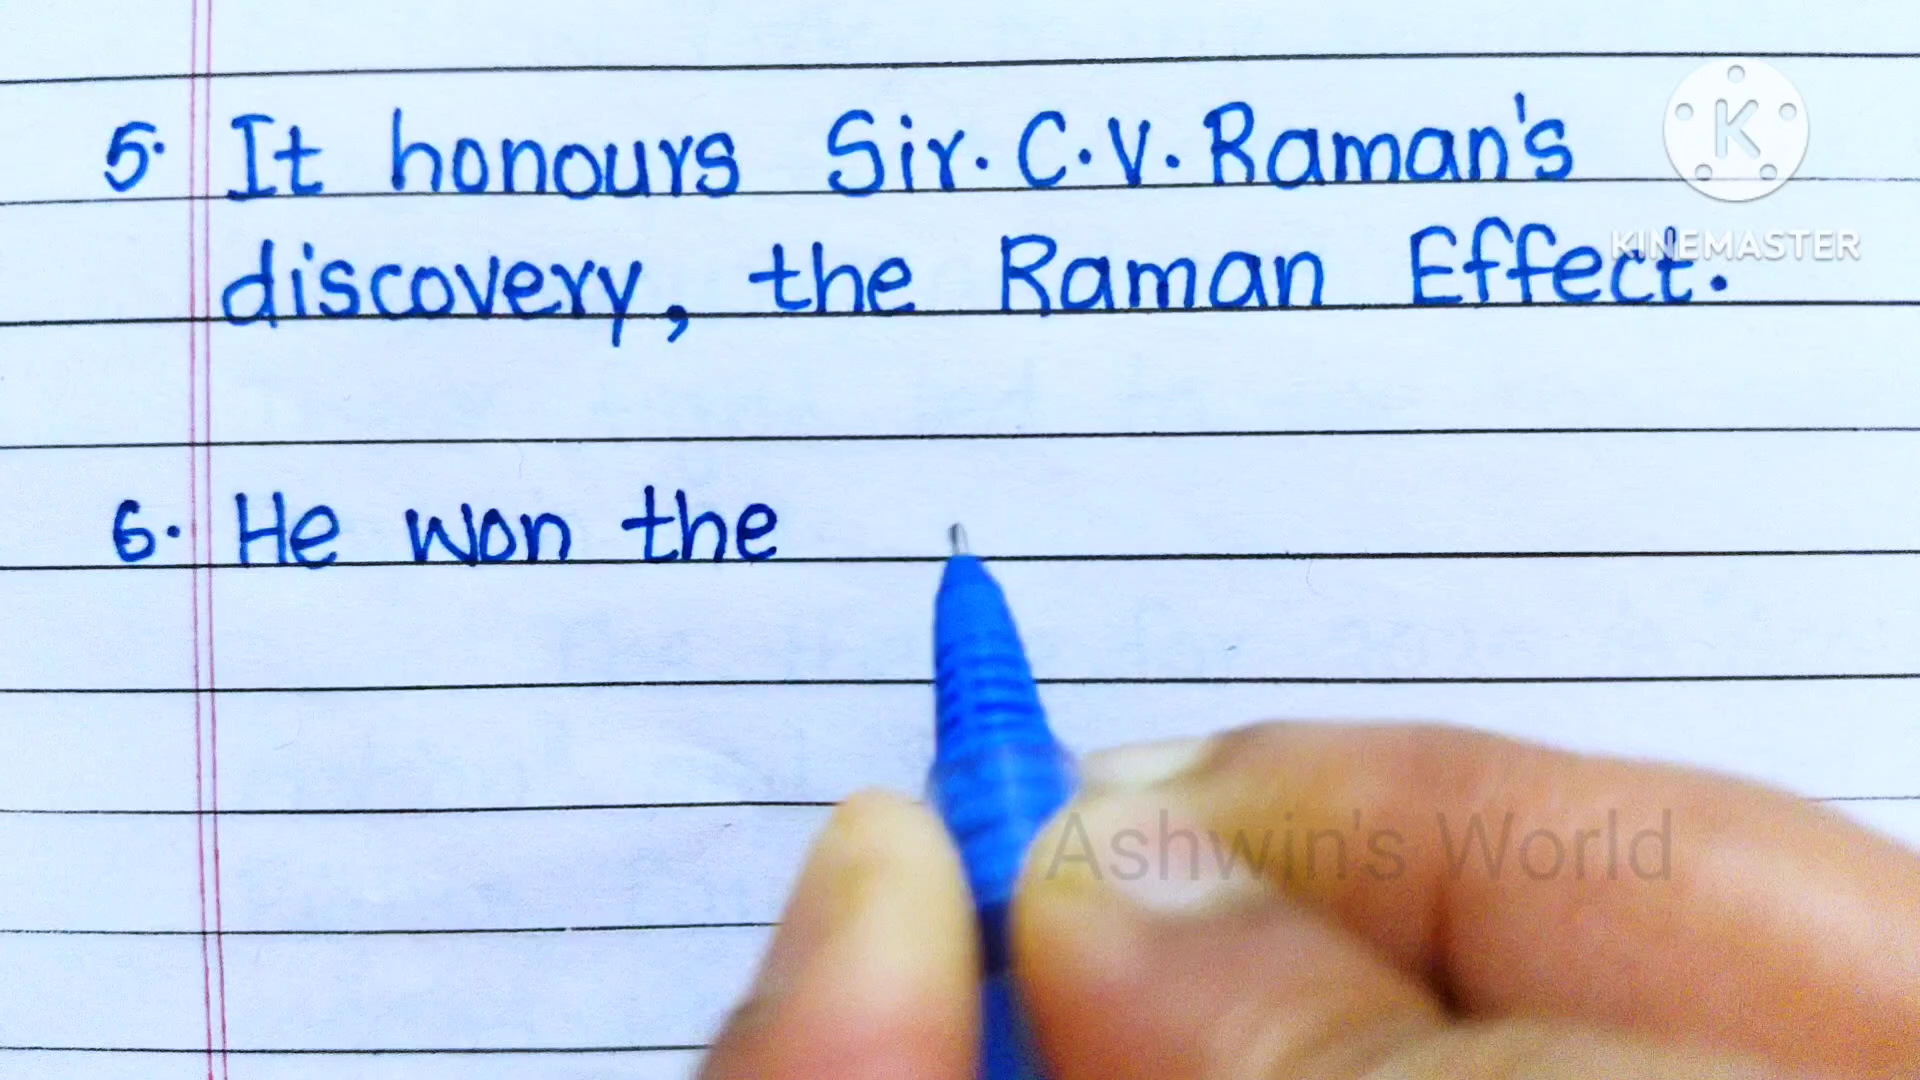 5. It honours Sir. C.V. Raman's
discovery, the Raman Effect.
6. He won the
K
KINEMASTER
Ashwin's World